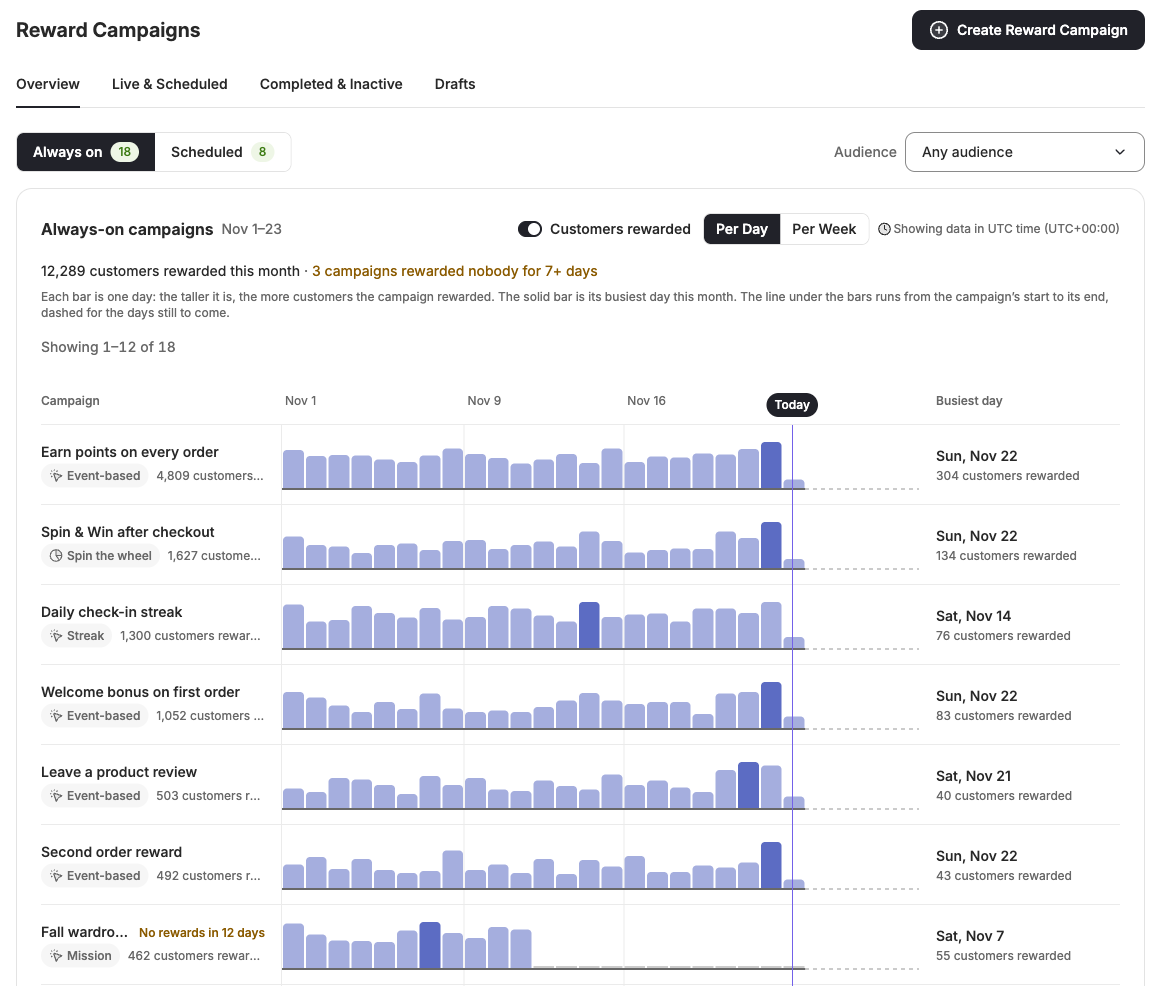 Reward Campaigns
Create Reward Campaign
Overview
Live & Scheduled
Completed & Inactive
Drafts
Always on 18
Scheduled 8
Audience
Any audience
Always-on campaigns Nov 1–23
Customers rewarded
Per Day
Per Week
Showing data in UTC time (UTC+00:00)
12,289 customers rewarded this month · 3 campaigns rewarded nobody for 7+ days
Each bar is one day: the taller it is, the more customers the campaign rewarded. The solid bar is its busiest day this month. The line under the bars runs from the campaign’s start to its end,
dashed for the days still to come.
Showing 1–12 of 18
Campaign
Nov 1
Nov 9
Nov 16
Today
Busiest day
Earn points on every order
Event-based 4,809 customers...
Sun, Nov 22
304 customers rewarded
Spin & Win after checkout
Spin the wheel 1,627 custome...
Sun, Nov 22
134 customers rewarded
Daily check-in streak
Streak 1,300 customers rewar...
Sat, Nov 14
76 customers rewarded
Welcome bonus on first order
Event-based 1,052 customers ...
Sun, Nov 22
83 customers rewarded
Leave a product review
Event-based 503 customers r...
Sat, Nov 21
40 customers rewarded
Second order reward
Event-based 492 customers r...
Sun, Nov 22
43 customers rewarded
Fall wardro... No rewards in 12 days
Mission 462 customers rewar...
Sat, Nov 7
55 customers rewarded